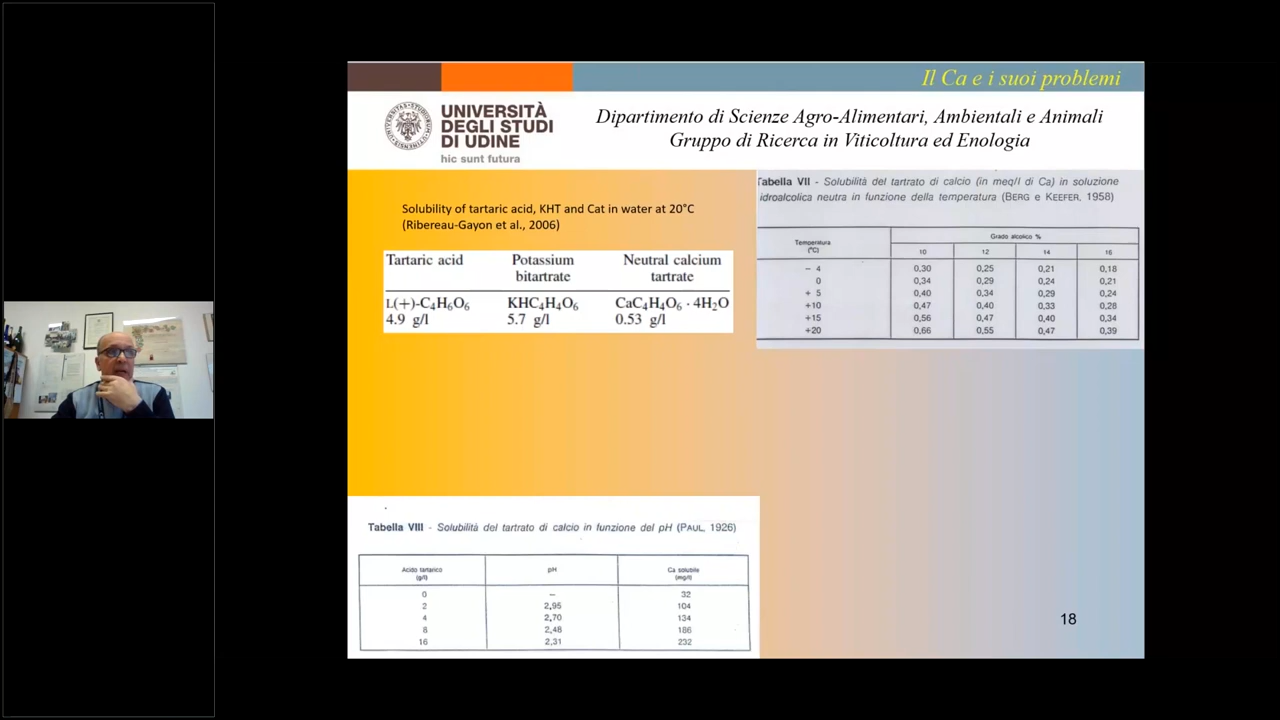 Il Ca e i suoi problemi
UNIVERSITÀ
DEGLI STUDI
DI UDINE
hic sunt futura
Dipartimento di Scienze Agro-Alimentari, Ambientali e Animali
Gruppo di Ricerca in Viticoltura ed Enologia
Solubility of tartaric acid, KHT and Cat in water at 20°C
(Ribereau-Gayon et al., 2006)
Tartaric acid Potassium bitartrate Neutral calcium tartrate
L(+)-C₄H₆O₆ KHC₄H₄O₆ CaC₄H₄O₆ · 4H₂O
4.9 g/l 5.7 g/l 0.53 g/l
Tabella VII - Solubilità del tartrato di calcio (in meq/l di Ca) in soluzione
idroalcolica neutra in funzione della temperatura (BERG e KEEFER, 1958)
Temperatura (°C) Grado alcolico %
10 12 14 16
− 4 0,30 0,25 0,21 0,18
0 0,34 0,29 0,24 0,21
+ 5 0,40 0,34 0,29 0,24
+10 0,47 0,40 0,33 0,28
+15 0,56 0,47 0,40 0,34
+20 0,66 0,55 0,47 0,39
Tabella VIII - Solubilità del tartrato di calcio in funzione del pH (PAUL, 1926)
Acido tartarico (g/l) pH Ca solubile (mg/l)
0 – 32
2 2,95 104
4 2,70 134
8 2,48 186
16 2,31 232
18